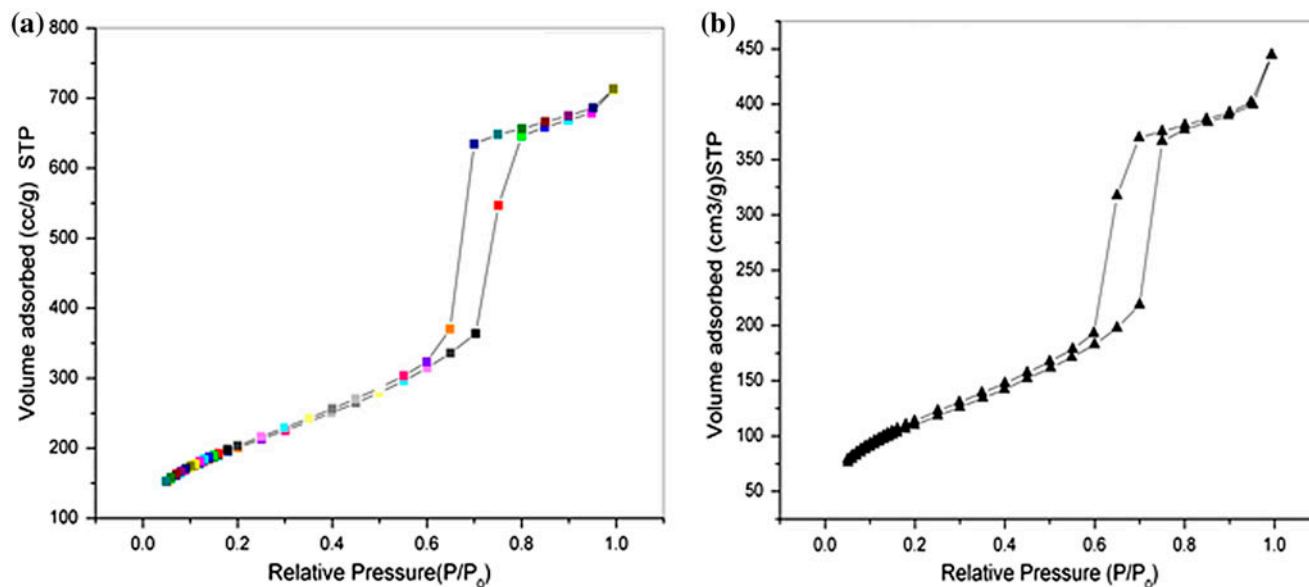 (a)
800
700
600
500
400
300
200
100
Volume adsorbed (cc/g) STP
0.0 0.2 0.4 0.6 0.8 1.0
Relative Pressure(P/Po)
(b)
450
400
350
300
250
200
150
100
50
Volume adsorbed (cm3/g)STP
0.0 0.2 0.4 0.6 0.8 1.0
Relative Pressure (P/Po)